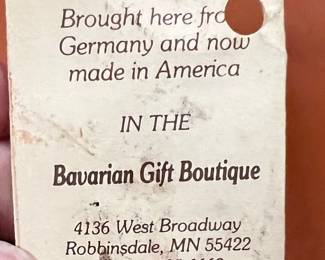 Brought here
Germany and now
made in America
IN THE
Bavarian Gift Boutique
4136 West Broadway
Robbinsdale, MN 55422